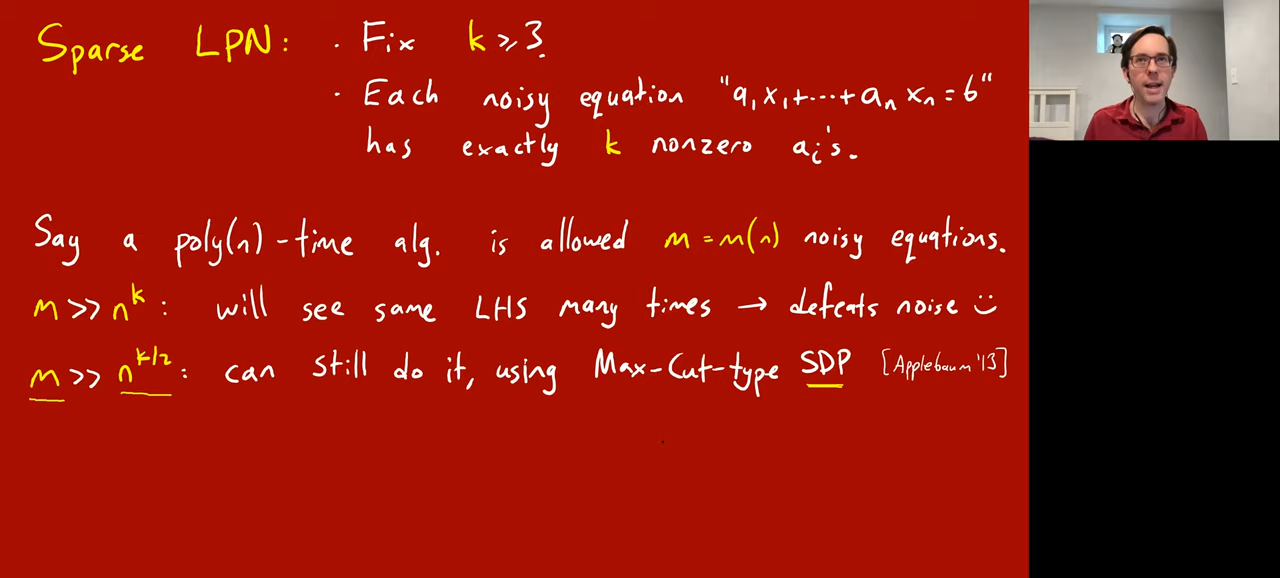 Sparse LPN: · Fix k ⩾ 3
· Each noisy equation "a₁x₁+···+aₙxₙ=b"
has exactly k nonzero aᵢ's.
Say a poly(n)-time alg. is allowed m=m(n) noisy equations.
m >> nᵏ: will see same LHS many times → defeats noise ☺
m >> n^{k/2}: can still do it, using Max-Cut-type SDP [Applebaum '13]